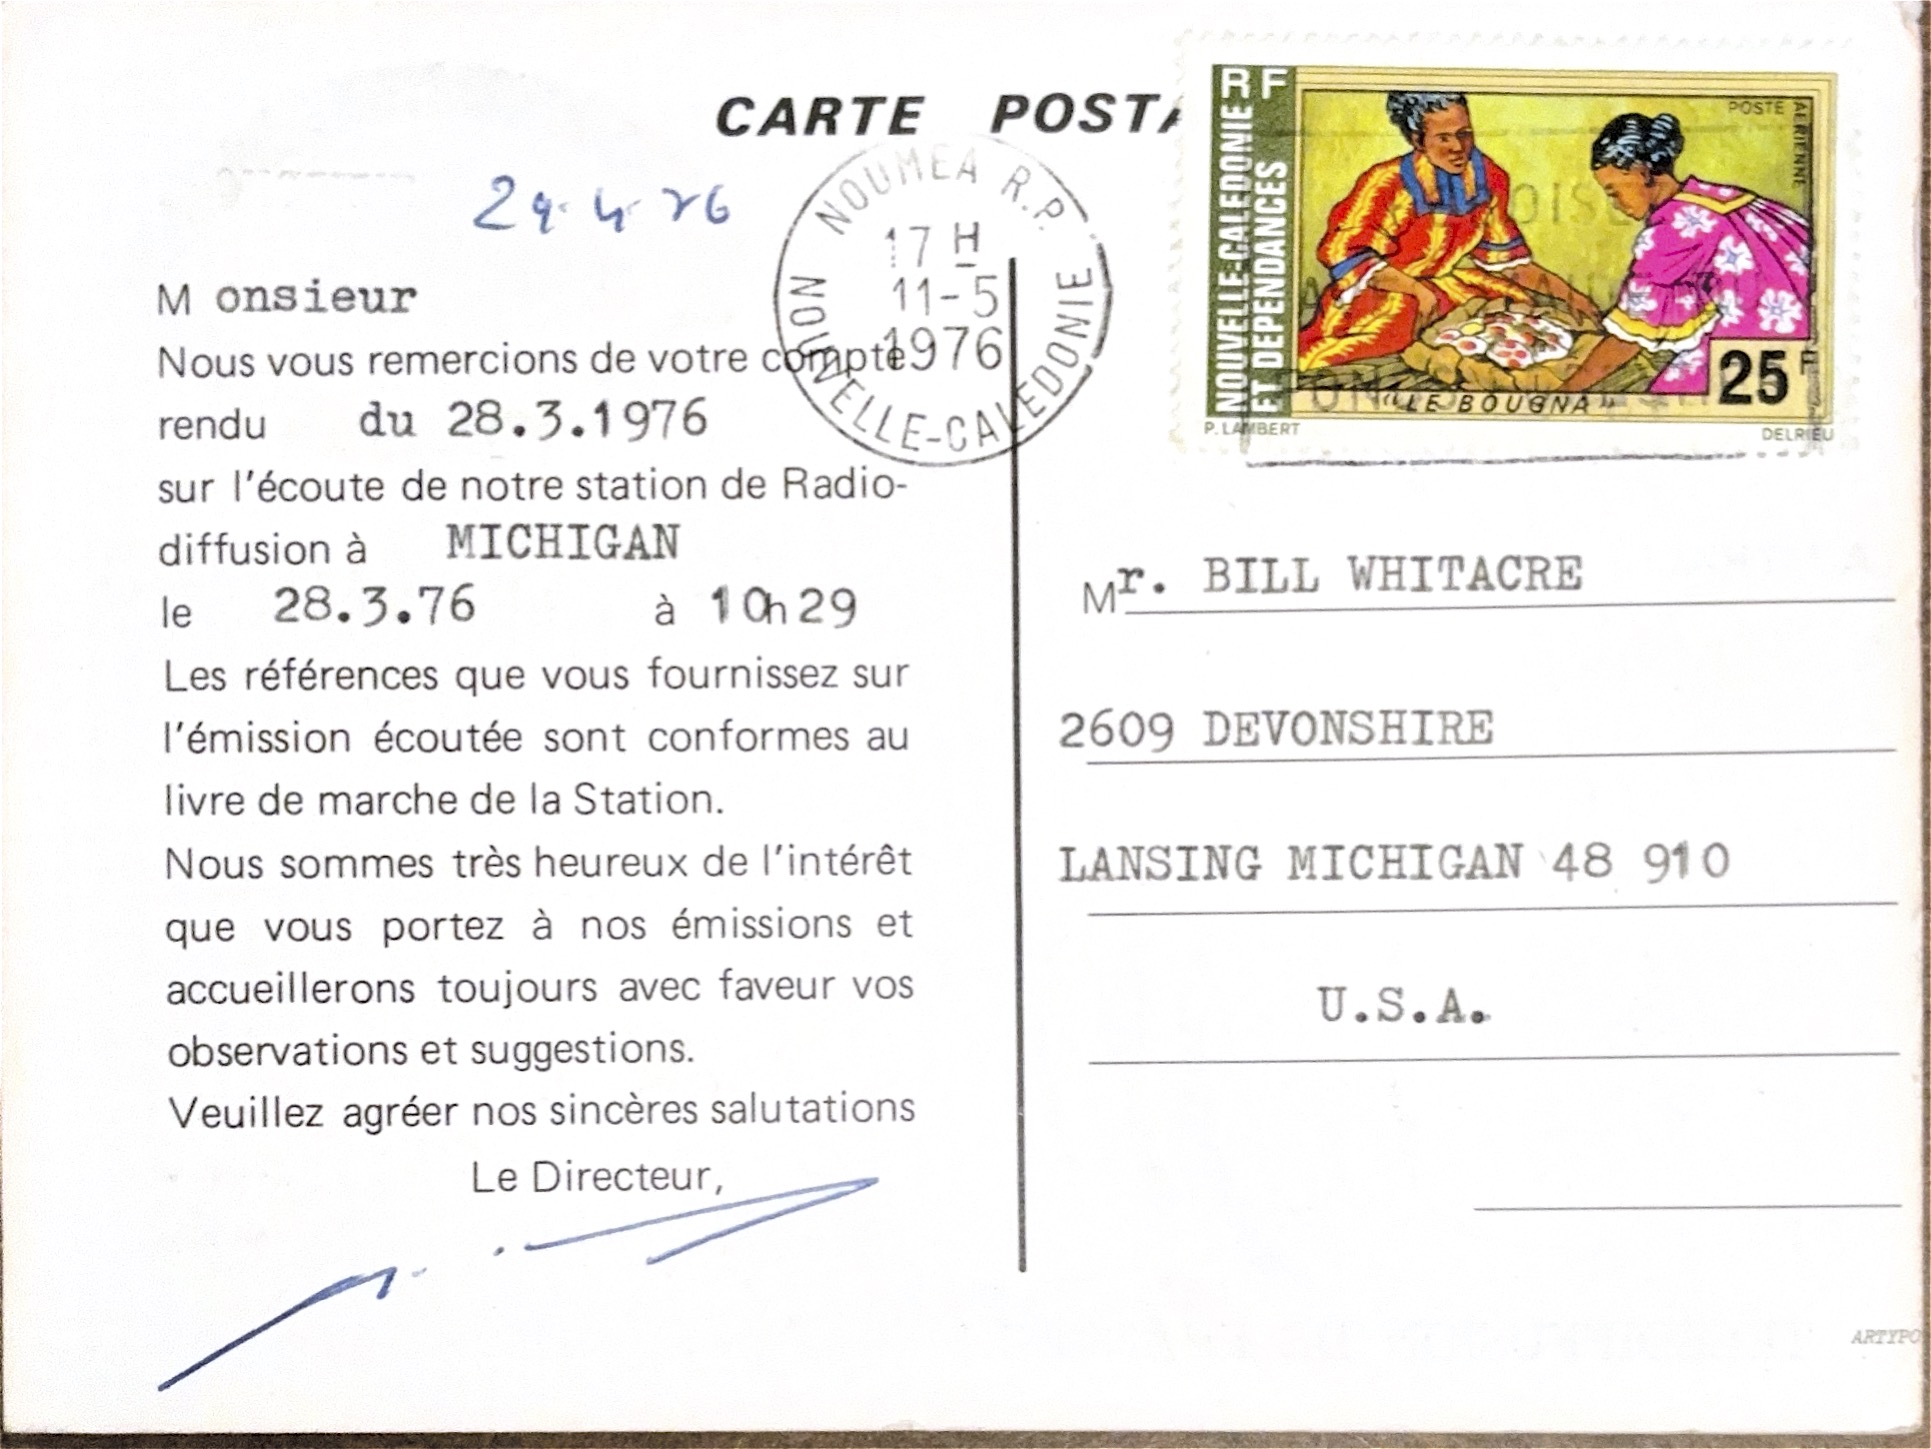 CARTE POSTA
RF
NOUVELLE-CALEDONIE
ET DEPENDANCES
POSTE
AERIENNE
"LE BOUGNA"
25F
P. LAMBERT
DELRIEU
NOUMEA R.P.
17 H
11-5
1976
NOUVELLE-CALEDONIE
29.4.76
Monsieur
Nous vous remercions de votre compte
rendu du 28.3.1976
sur l'écoute de notre station de Radio-
diffusion à MICHIGAN
le 28.3.76 à 10h29
Les références que vous fournissez sur
l'émission écoutée sont conformes au
livre de marche de la Station.
Nous sommes très heureux de l'intérêt
que vous portez à nos émissions et
accueillerons toujours avec faveur vos
observations et suggestions.
Veuillez agréer nos sincères salutations
Le Directeur,
Mr. BILL WHITACRE
2609 DEVONSHIRE
LANSING MICHIGAN 48 910
U.S.A.
ARTYPO